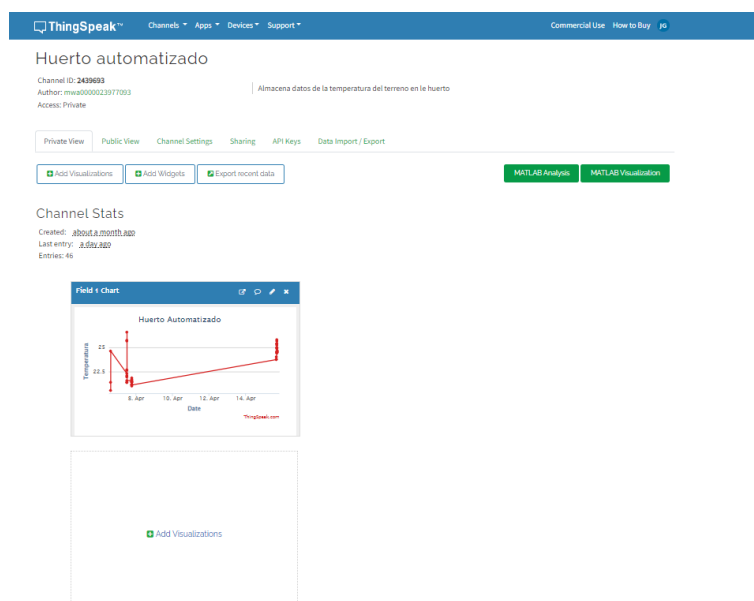 ThingSpeak™ Channels Apps Devices Support Commercial Use How to Buy JG
Huerto automatizado
Channel ID: 2439693
Author: mwa0000023977093
Access: Private
Almacena datos de la temperatura del terreno en le huerto
Private View Public View Channel Settings Sharing API Keys Data Import / Export
Add Visualizations Add Widgets Export recent data MATLAB Analysis MATLAB Visualization
Channel Stats
Created: about a month ago
Last entry: a day ago
Entries: 46
Field 1 Chart
Huerto Automatizado
Temperatura
25
22.5
8. Apr 10. Apr 12. Apr 14. Apr
Date
ThingSpeak.com
Add Visualizations